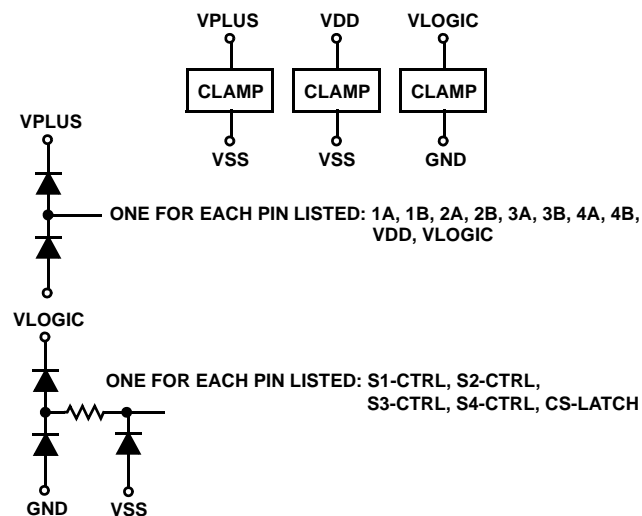 VPLUS VDD VLOGIC
CLAMP CLAMP CLAMP
VSS VSS GND
VPLUS
ONE FOR EACH PIN LISTED: 1A, 1B, 2A, 2B, 3A, 3B, 4A, 4B,
VDD, VLOGIC
VLOGIC
ONE FOR EACH PIN LISTED: S1-CTRL, S2-CTRL,
S3-CTRL, S4-CTRL, CS-LATCH
GND VSS